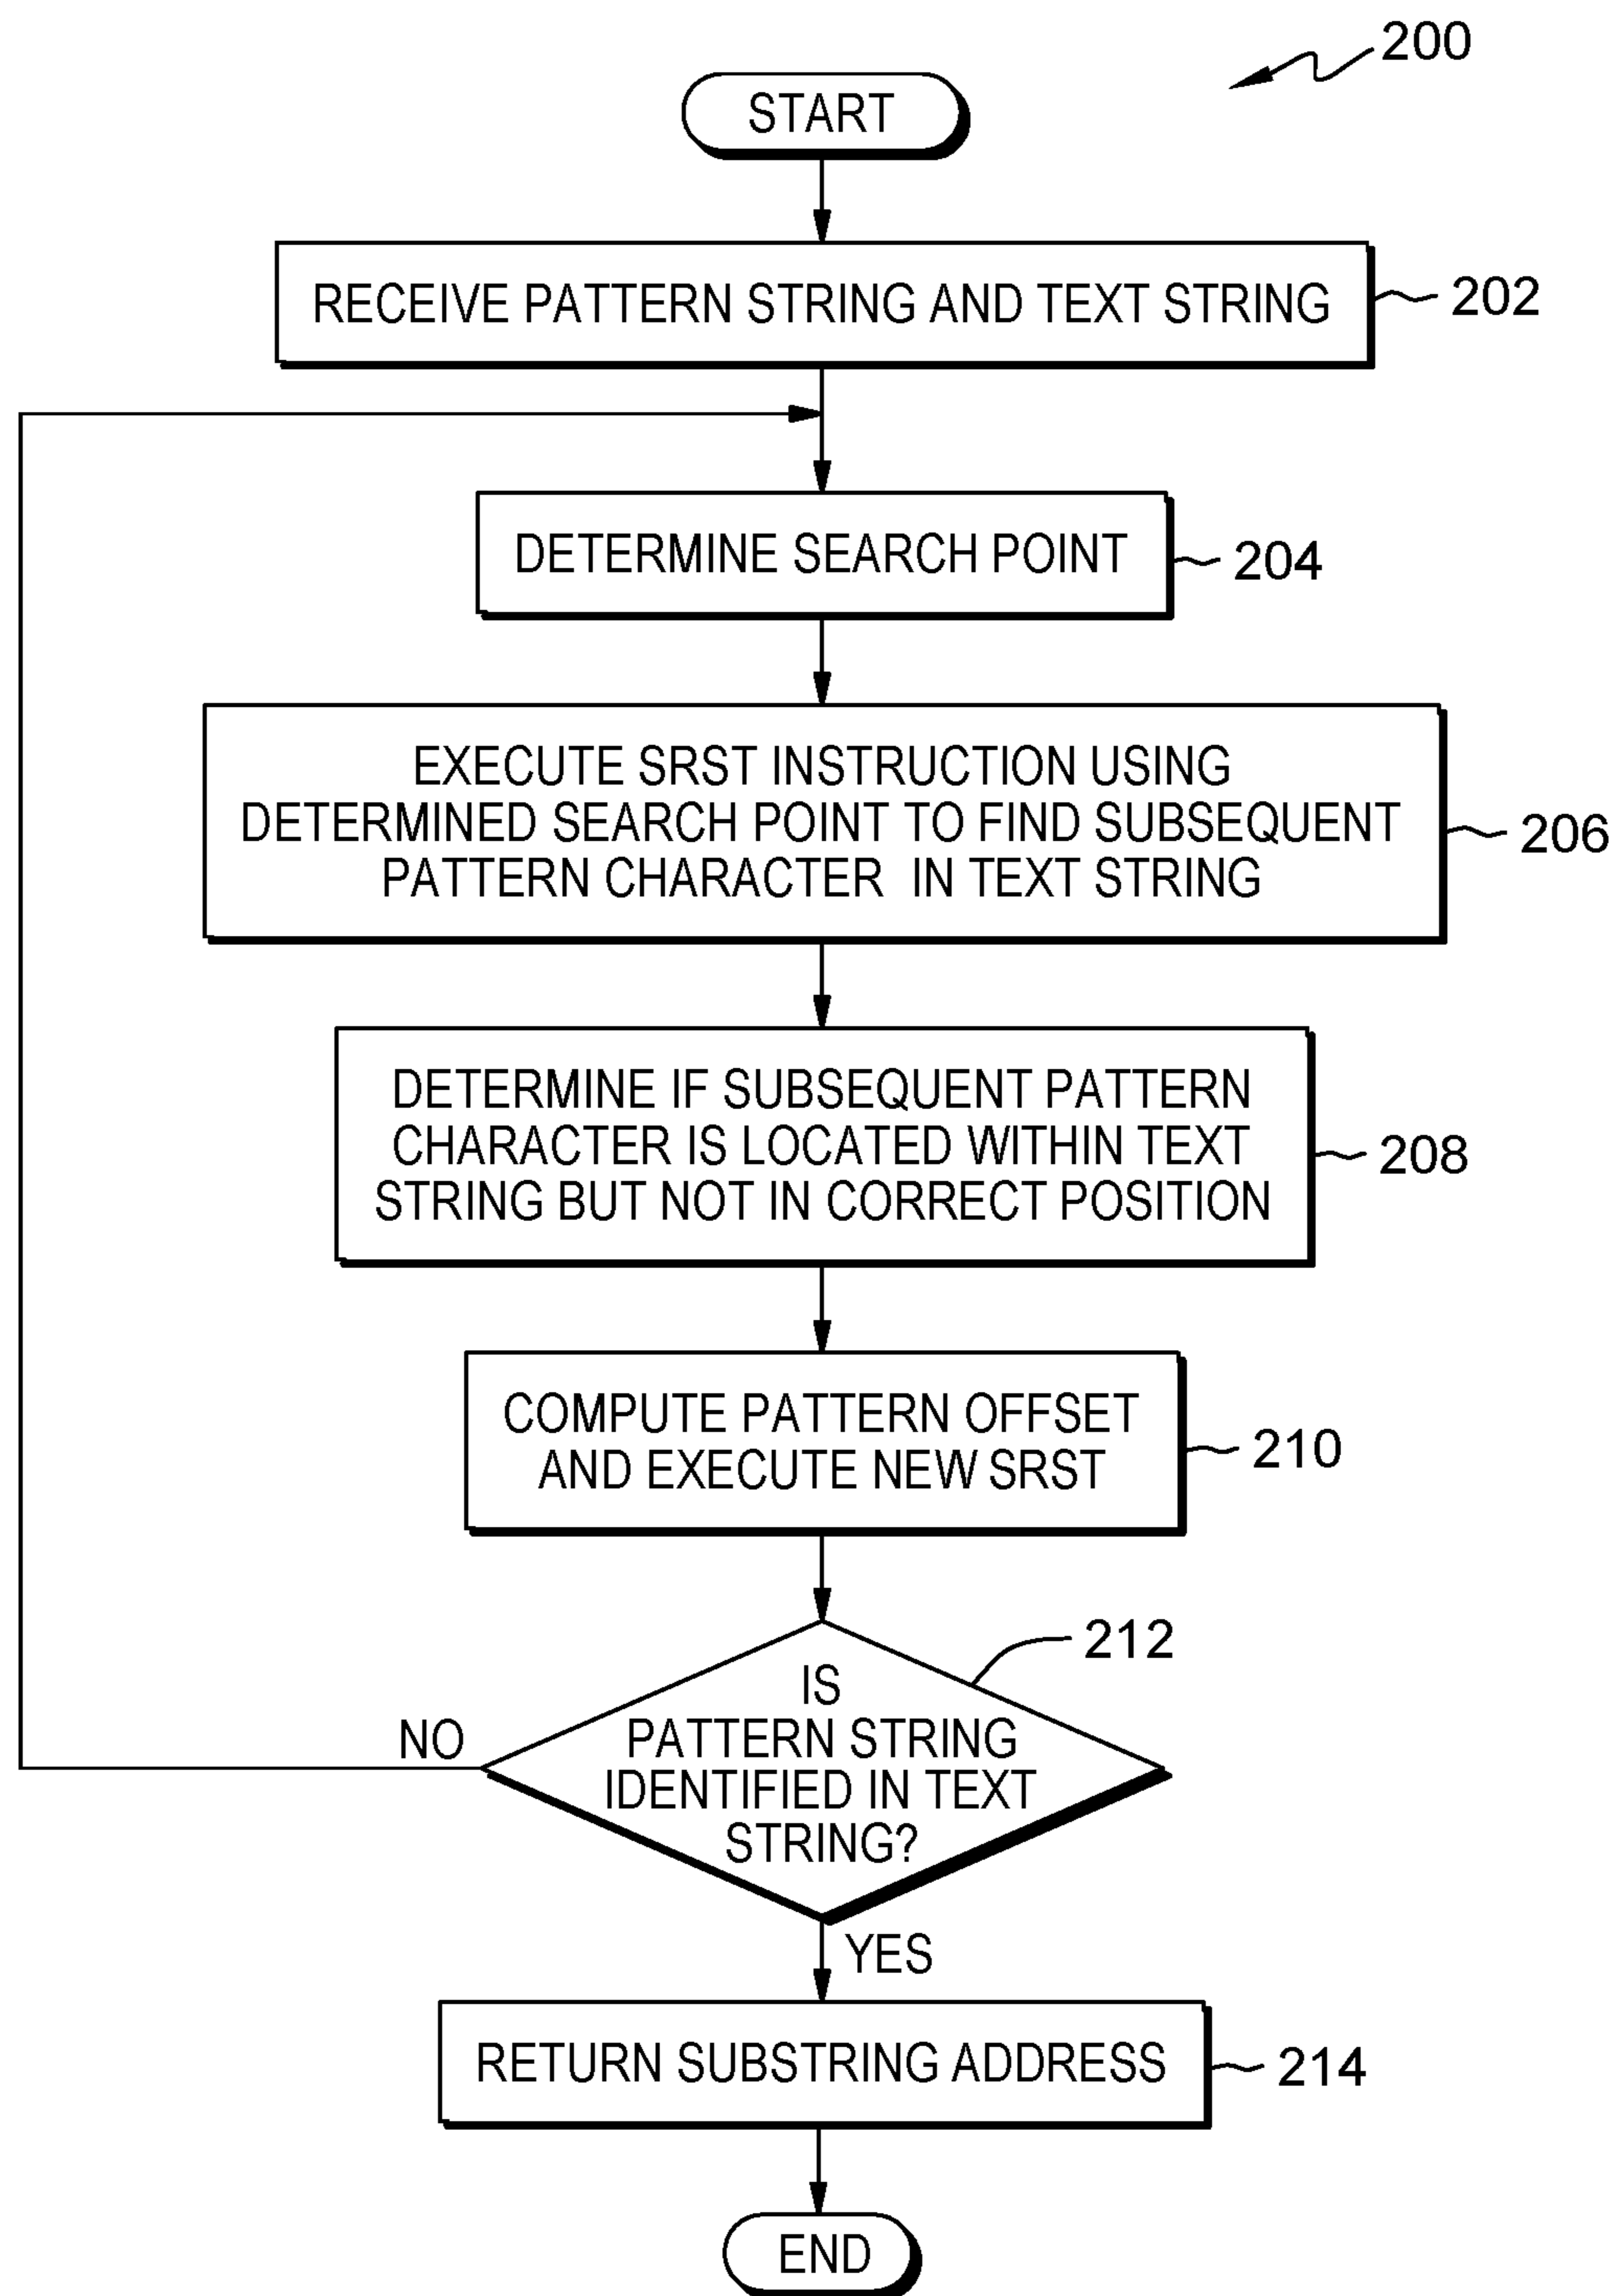 200
START
RECEIVE PATTERN STRING AND TEXT STRING
202
DETERMINE SEARCH POINT
204
EXECUTE SRST INSTRUCTION USING
DETERMINED SEARCH POINT TO FIND SUBSEQUENT
PATTERN CHARACTER IN TEXT STRING
206
DETERMINE IF SUBSEQUENT PATTERN
CHARACTER IS LOCATED WITHIN TEXT
STRING BUT NOT IN CORRECT POSITION
208
COMPUTE PATTERN OFFSET
AND EXECUTE NEW SRST
210
212
IS
PATTERN STRING
IDENTIFIED IN TEXT
STRING?
NO
YES
RETURN SUBSTRING ADDRESS
214
END